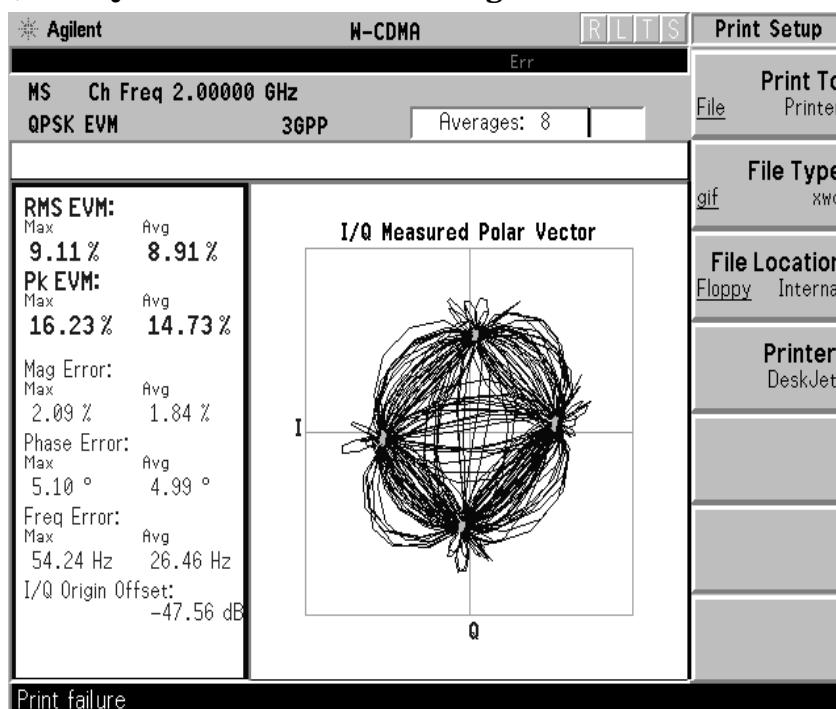 Agilent
W-CDMA
R L T S
Print Setup
Err
MS Ch Freq 2.00000 GHz
QPSK EVM 3GPP Averages: 8
Print To
File Printer
File Type
gif xwd
File Location
Floppy Interna
Printer
DeskJet
RMS EVM:
Max Avg
9.11 % 8.91 %
Pk EVM:
Max Avg
16.23 % 14.73 %
Mag Error:
Max Avg
2.09 % 1.84 %
Phase Error:
Max Avg
5.10 ° 4.99 °
Freq Error:
Max Avg
54.24 Hz 26.46 Hz
I/Q Origin Offset:
-47.56 dB
I/Q Measured Polar Vector
I
Q
Print failure